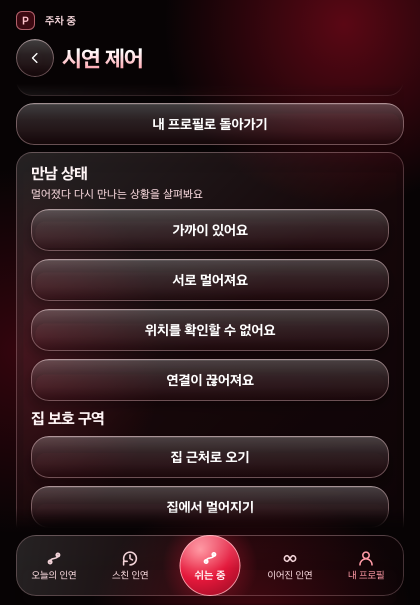 P 주차 중
시연 제어
내 프로필로 돌아가기
만남 상태
멀어졌다 다시 만나는 상황을 살펴봐요
가까이 있어요
서로 멀어져요
위치를 확인할 수 없어요
연결이 끊어져요
집 보호 구역
집 근처로 오기
집에서 멀어지기
오늘의 인연 스친 인연 쉬는 중 이어진 인연 내 프로필